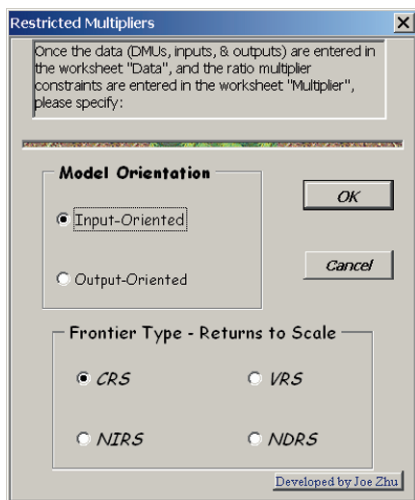 Restricted Multipliers
Once the data (DMUs, inputs, & outputs) are entered in
the worksheet "Data", and the ratio multiplier
constraints are entered in the worksheet "Multiplier",
please specify:
Model Orientation
Input-Oriented
Output-Oriented
OK
Cancel
Frontier Type - Returns to Scale
CRS
VRS
NIRS
NDRS
Developed by Joe Zhu